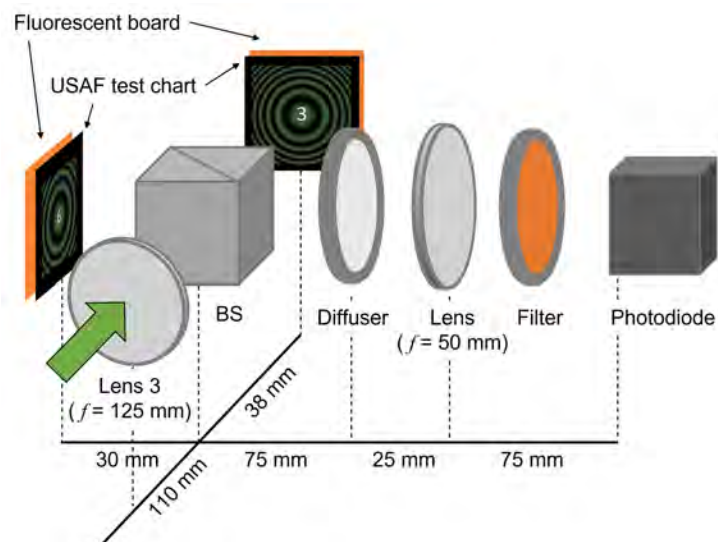 Fluorescent board
USAF test chart
3
BS
Diffuser
Lens
(f = 50 mm)
Filter
Photodiode
Lens 3
(f = 125 mm)
38 mm
30 mm
75 mm
25 mm
75 mm
110 mm